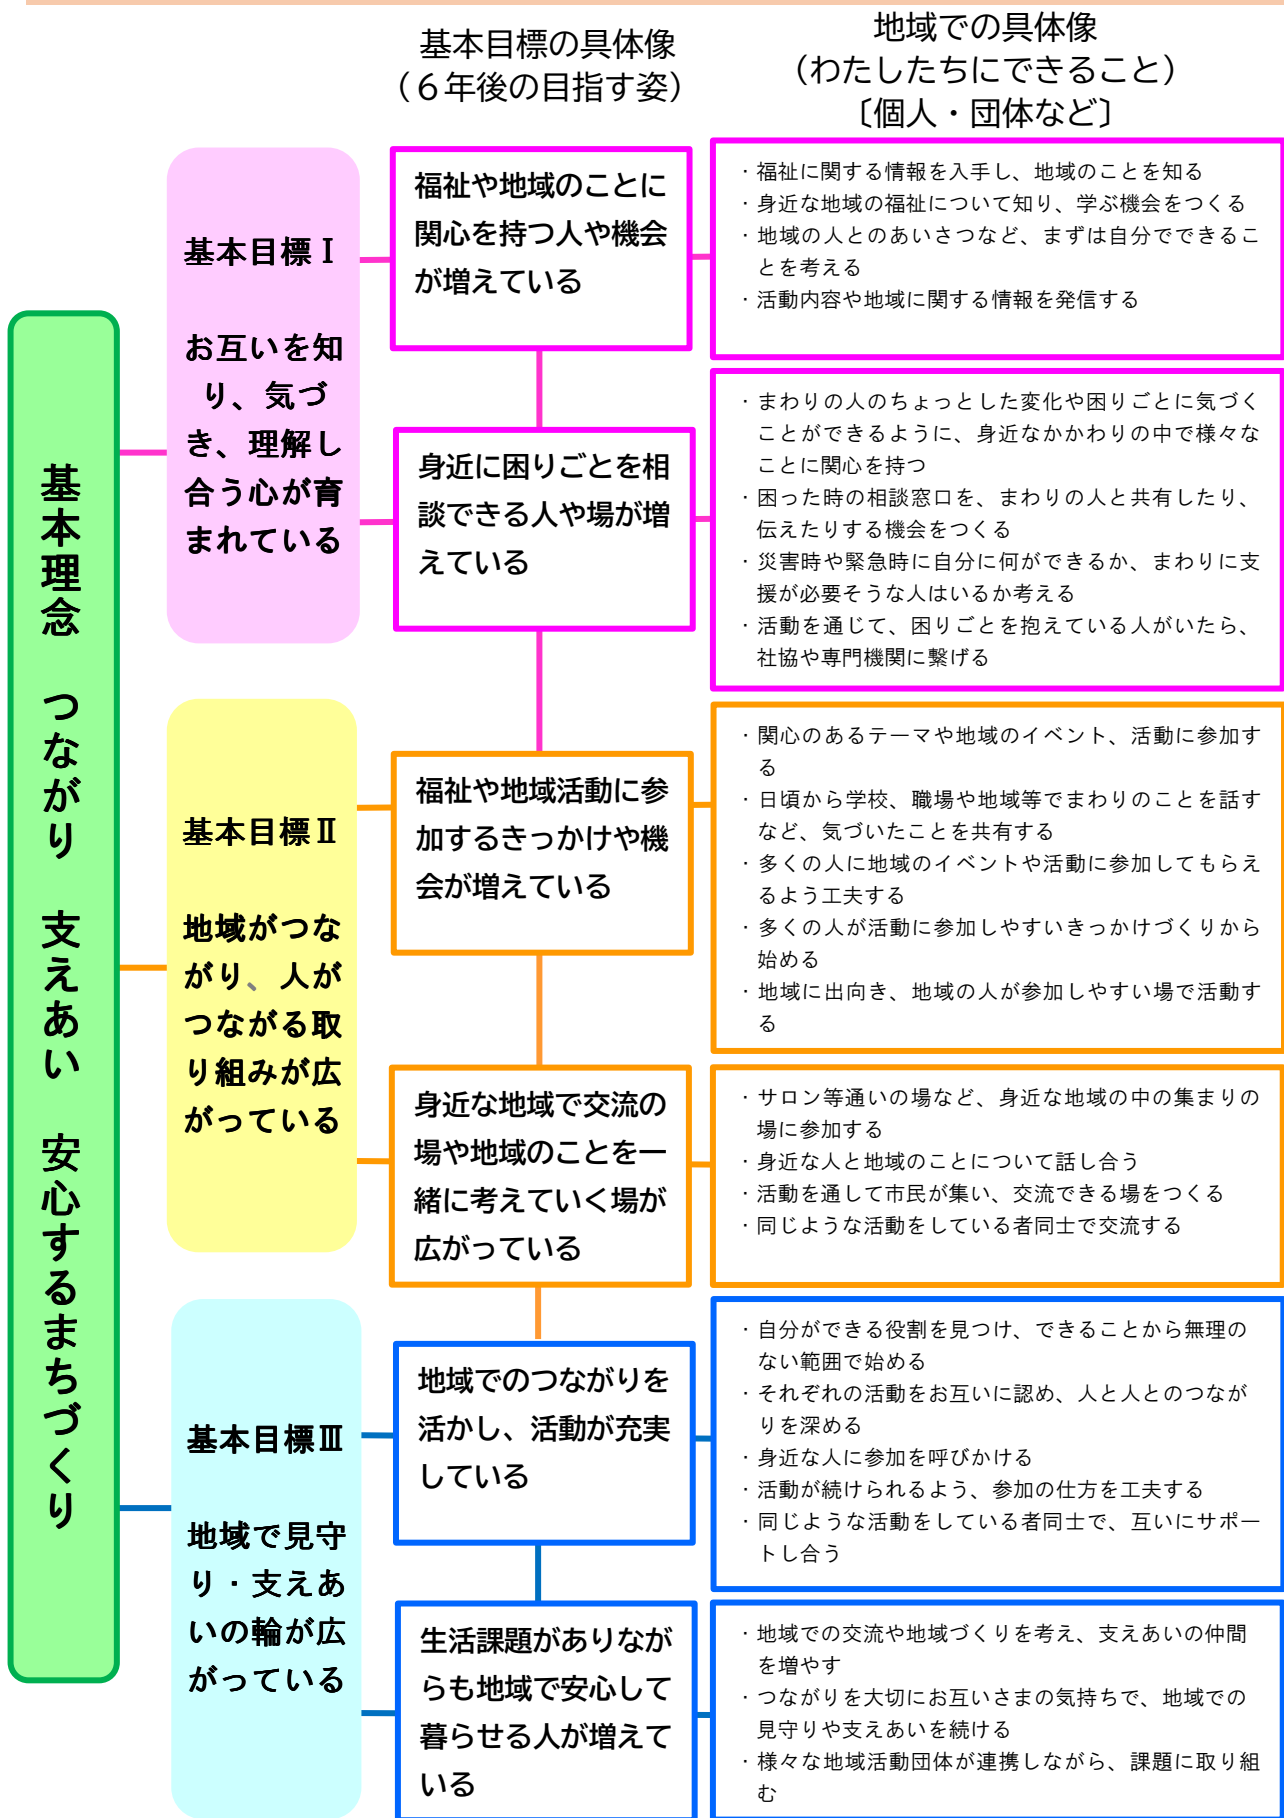 基本目標の具体像
（６年後の目指す姿）
地域での具体像
（わたしたちにできること）
〔個人・団体など〕
基本理念　つながり　支えあい　安心するまちづくり
基本目標Ⅰ
お互いを知
り、気づ
き、理解し
合う心が育
まれている
福祉や地域のことに
関心を持つ人や機会
が増えている
・福祉に関する情報を入手し、地域のことを知る
・身近な地域の福祉について知り、学ぶ機会をつくる
・地域の人とのあいさつなど、まずは自分でできるこ
とを考える
・活動内容や地域に関する情報を発信する
身近に困りごとを相
談できる人や場が増
えている
・まわりの人のちょっとした変化や困りごとに気づく
ことができるように、身近なかかわりの中で様々な
ことに関心を持つ
・困った時の相談窓口を、まわりの人と共有したり、
伝えたりする機会をつくる
・災害時や緊急時に自分に何ができるか、まわりに支
援が必要そうな人はいるか考える
・活動を通じて、困りごとを抱えている人がいたら、
社協や専門機関に繋げる
基本目標Ⅱ
地域がつな
がり、人が
つながる取
り組みが広
がっている
福祉や地域活動に参
加するきっかけや機
会が増えている
・関心のあるテーマや地域のイベント、活動に参加す
る
・日頃から学校、職場や地域等でまわりのことを話す
など、気づいたことを共有する
・多くの人に地域のイベントや活動に参加してもらえ
るよう工夫する
・多くの人が活動に参加しやすいきっかけづくりから
始める
・地域に出向き、地域の人が参加しやすい場で活動す
る
身近な地域で交流の
場や地域のことを一
緒に考えていく場が
広がっている
・サロン等通いの場など、身近な地域の中の集まりの
場に参加する
・身近な人と地域のことについて話し合う
・活動を通して市民が集い、交流できる場をつくる
・同じような活動をしている者同士で交流する
基本目標Ⅲ
地域で見守
り・支えあ
いの輪が広
がっている
地域でのつながりを
活かし、活動が充実
している
・自分ができる役割を見つけ、できることから無理の
ない範囲で始める
・それぞれの活動をお互いに認め、人と人とのつなが
りを深める
・身近な人に参加を呼びかける
・活動が続けられるよう、参加の仕方を工夫する
・同じような活動をしている者同士で、互いにサポー
トし合う
生活課題がありなが
らも地域で安心して
暮らせる人が増えて
いる
・地域での交流や地域づくりを考え、支えあいの仲間
を増やす
・つながりを大切にお互いさまの気持ちで、地域での
見守りや支えあいを続ける
・様々な地域活動団体が連携しながら、課題に取り組
む